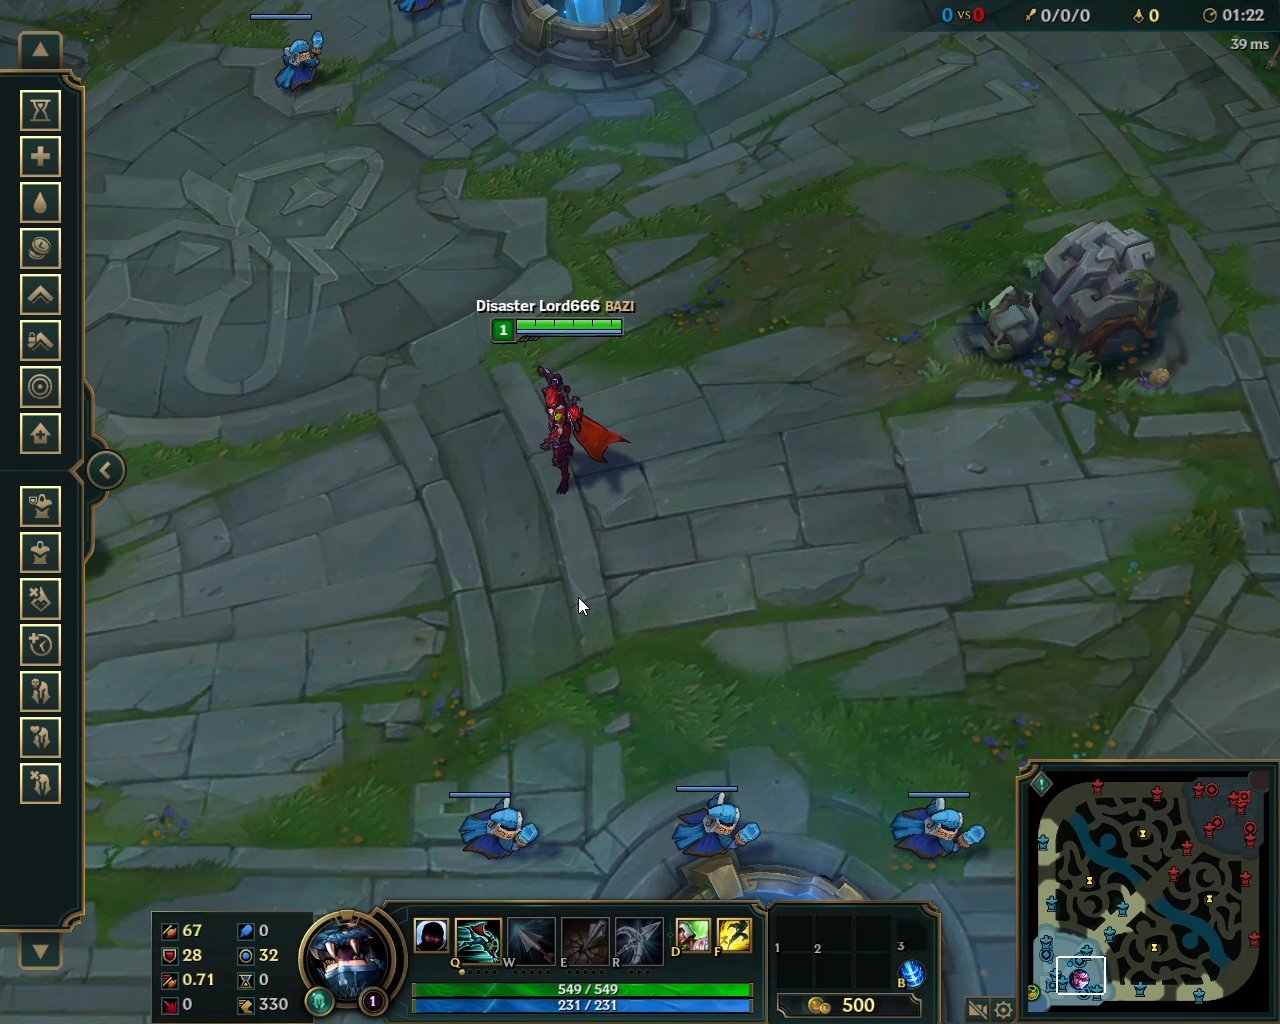 0 VS 0 0/0/0 0 01:22
39 ms
Disaster Lord666 BAZI
1
67 0
28 32
0.71 0
0 330
1
Q W E R D F
549 / 549
231 / 231
1 2 3
B
500